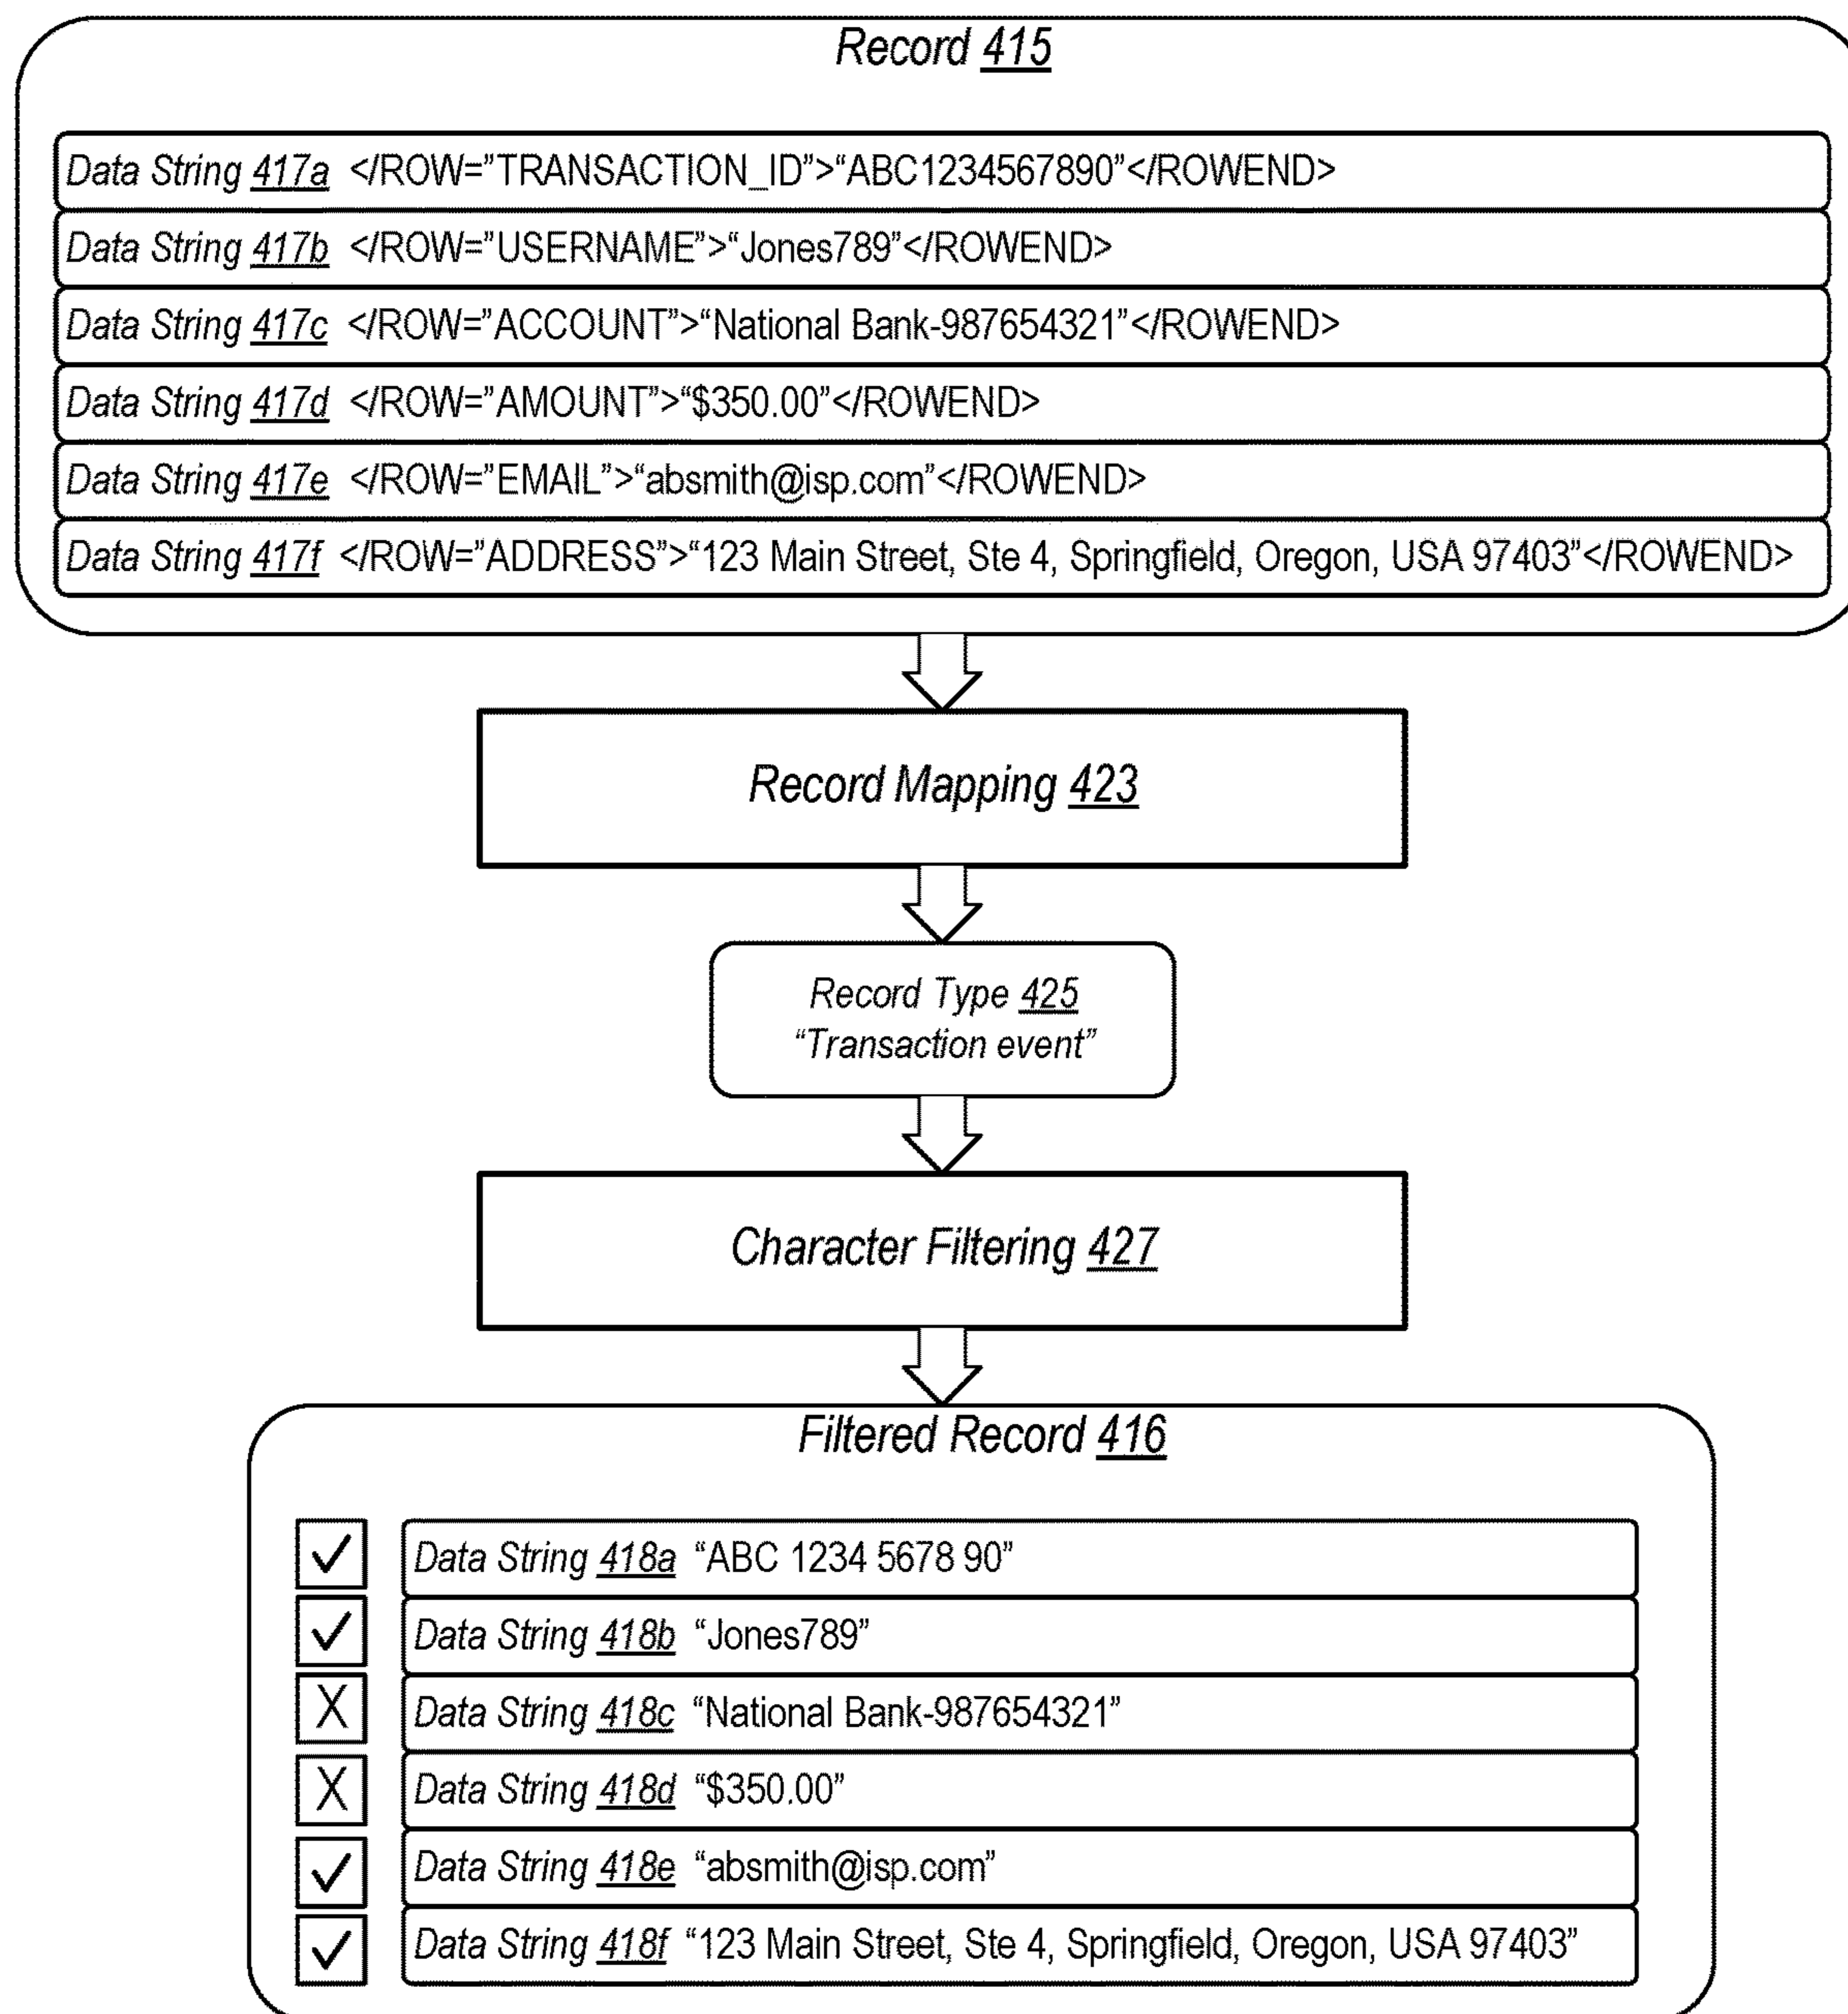 Record 415
Data String 417a </ROW=”TRANSACTION_ID”>“ABC1234567890”</ROWEND>
Data String 417b </ROW=”USERNAME”>“Jones789”</ROWEND>
Data String 417c </ROW=”ACCOUNT”>“National Bank-987654321”</ROWEND>
Data String 417d </ROW=”AMOUNT”>“$350.00”</ROWEND>
Data String 417e </ROW=”EMAIL”>“absmith@isp.com”</ROWEND>
Data String 417f </ROW=”ADDRESS”>“123 Main Street, Ste 4, Springfield, Oregon, USA 97403”</ROWEND>
Record Mapping 423
Record Type 425
“Transaction event”
Character Filtering 427
Filtered Record 416
✓ Data String 418a “ABC 1234 5678 90”
✓ Data String 418b “Jones789”
X Data String 418c “National Bank-987654321”
X Data String 418d “$350.00”
✓ Data String 418e “absmith@isp.com”
✓ Data String 418f “123 Main Street, Ste 4, Springfield, Oregon, USA 97403”